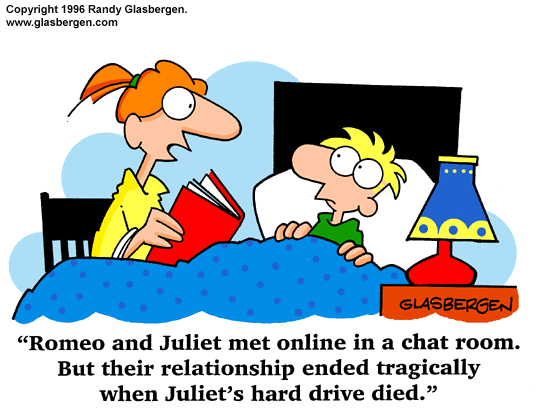 Copyright 1996 Randy Glasbergen.
www.glasbergen.com
GLASBERGEN
“Romeo and Juliet met online in a chat room.
But their relationship ended tragically
when Juliet’s hard drive died.”